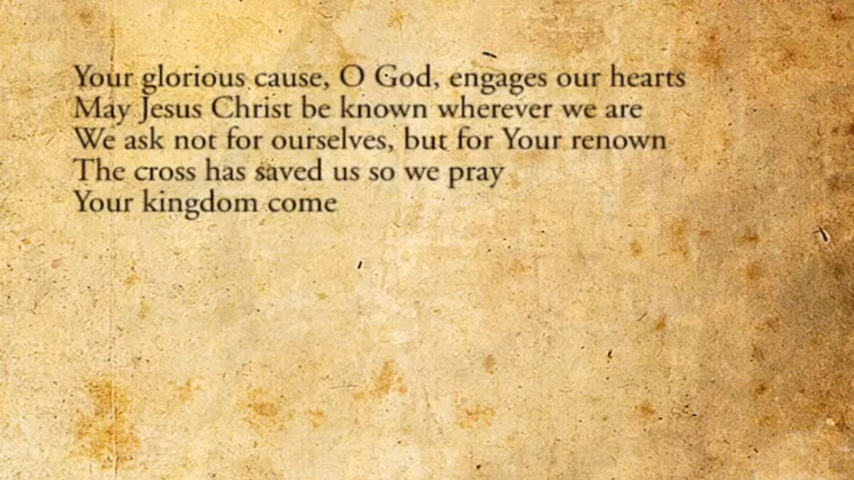 Your glorious cause, O God, engages our hearts
May Jesus Christ be known wherever we are
We ask not for ourselves, but for Your renown
The cross has saved us so we pray
Your kingdom come